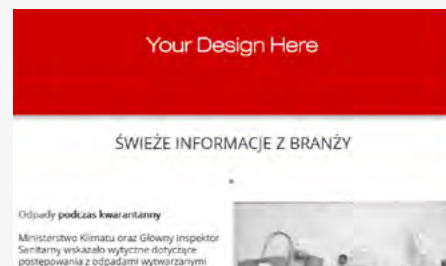 Your Design Here
ŚWIEŻE INFORMACJE Z BRANŻY
Odpady podczas kwarantanny
Ministerstwo Klimatu oraz Główny Inspektor
Sanitarny wskazało wytyczne dotyczące
postępowania z odpadami wytwarzanymi